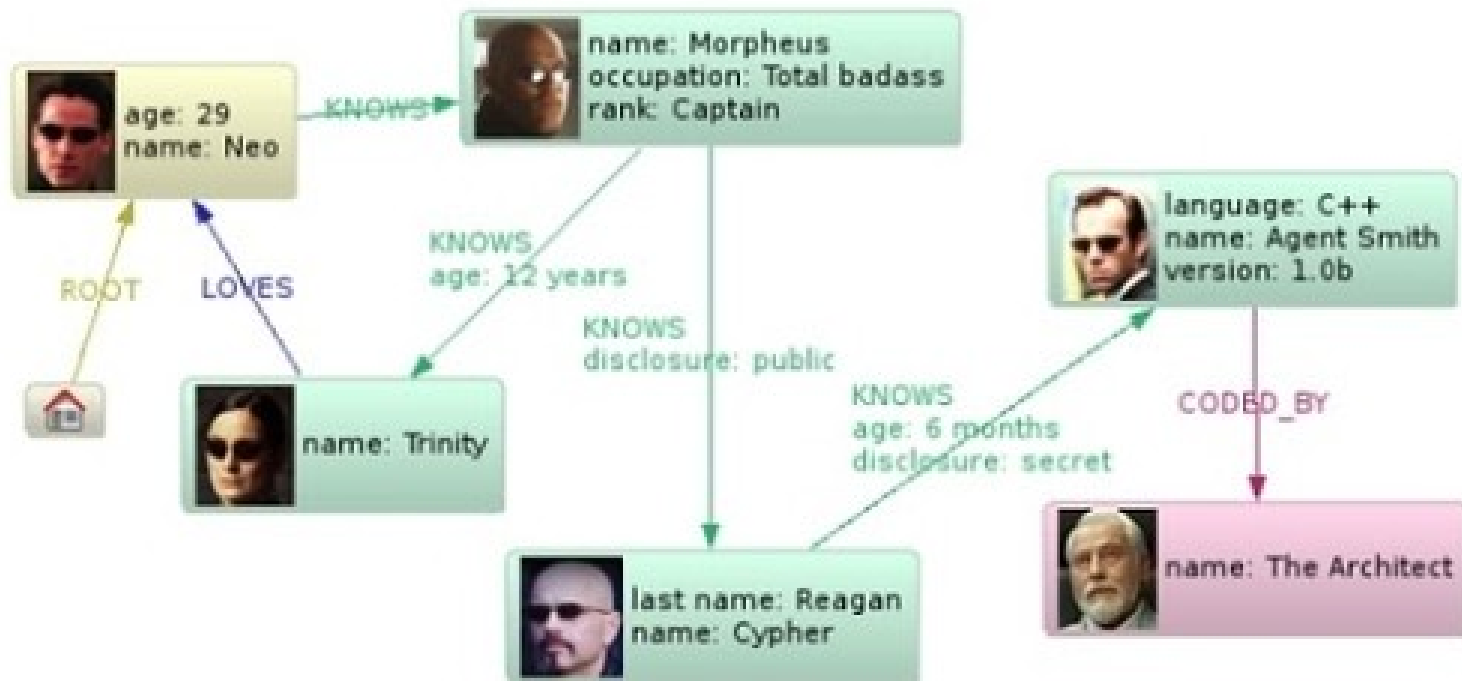 name: Morpheus
occupation: Total badass
rank: Captain
age: 29
name: Neo
KNOWS
language: C++
name: Agent Smith
version: 1.0b
KNOWS
age: 12 years
ROOT
LOVES
KNOWS
disclosure: public
KNOWS
age: 6 months
disclosure: secret
CODED_BY
name: Trinity
name: The Architect
last name: Reagan
name: Cypher